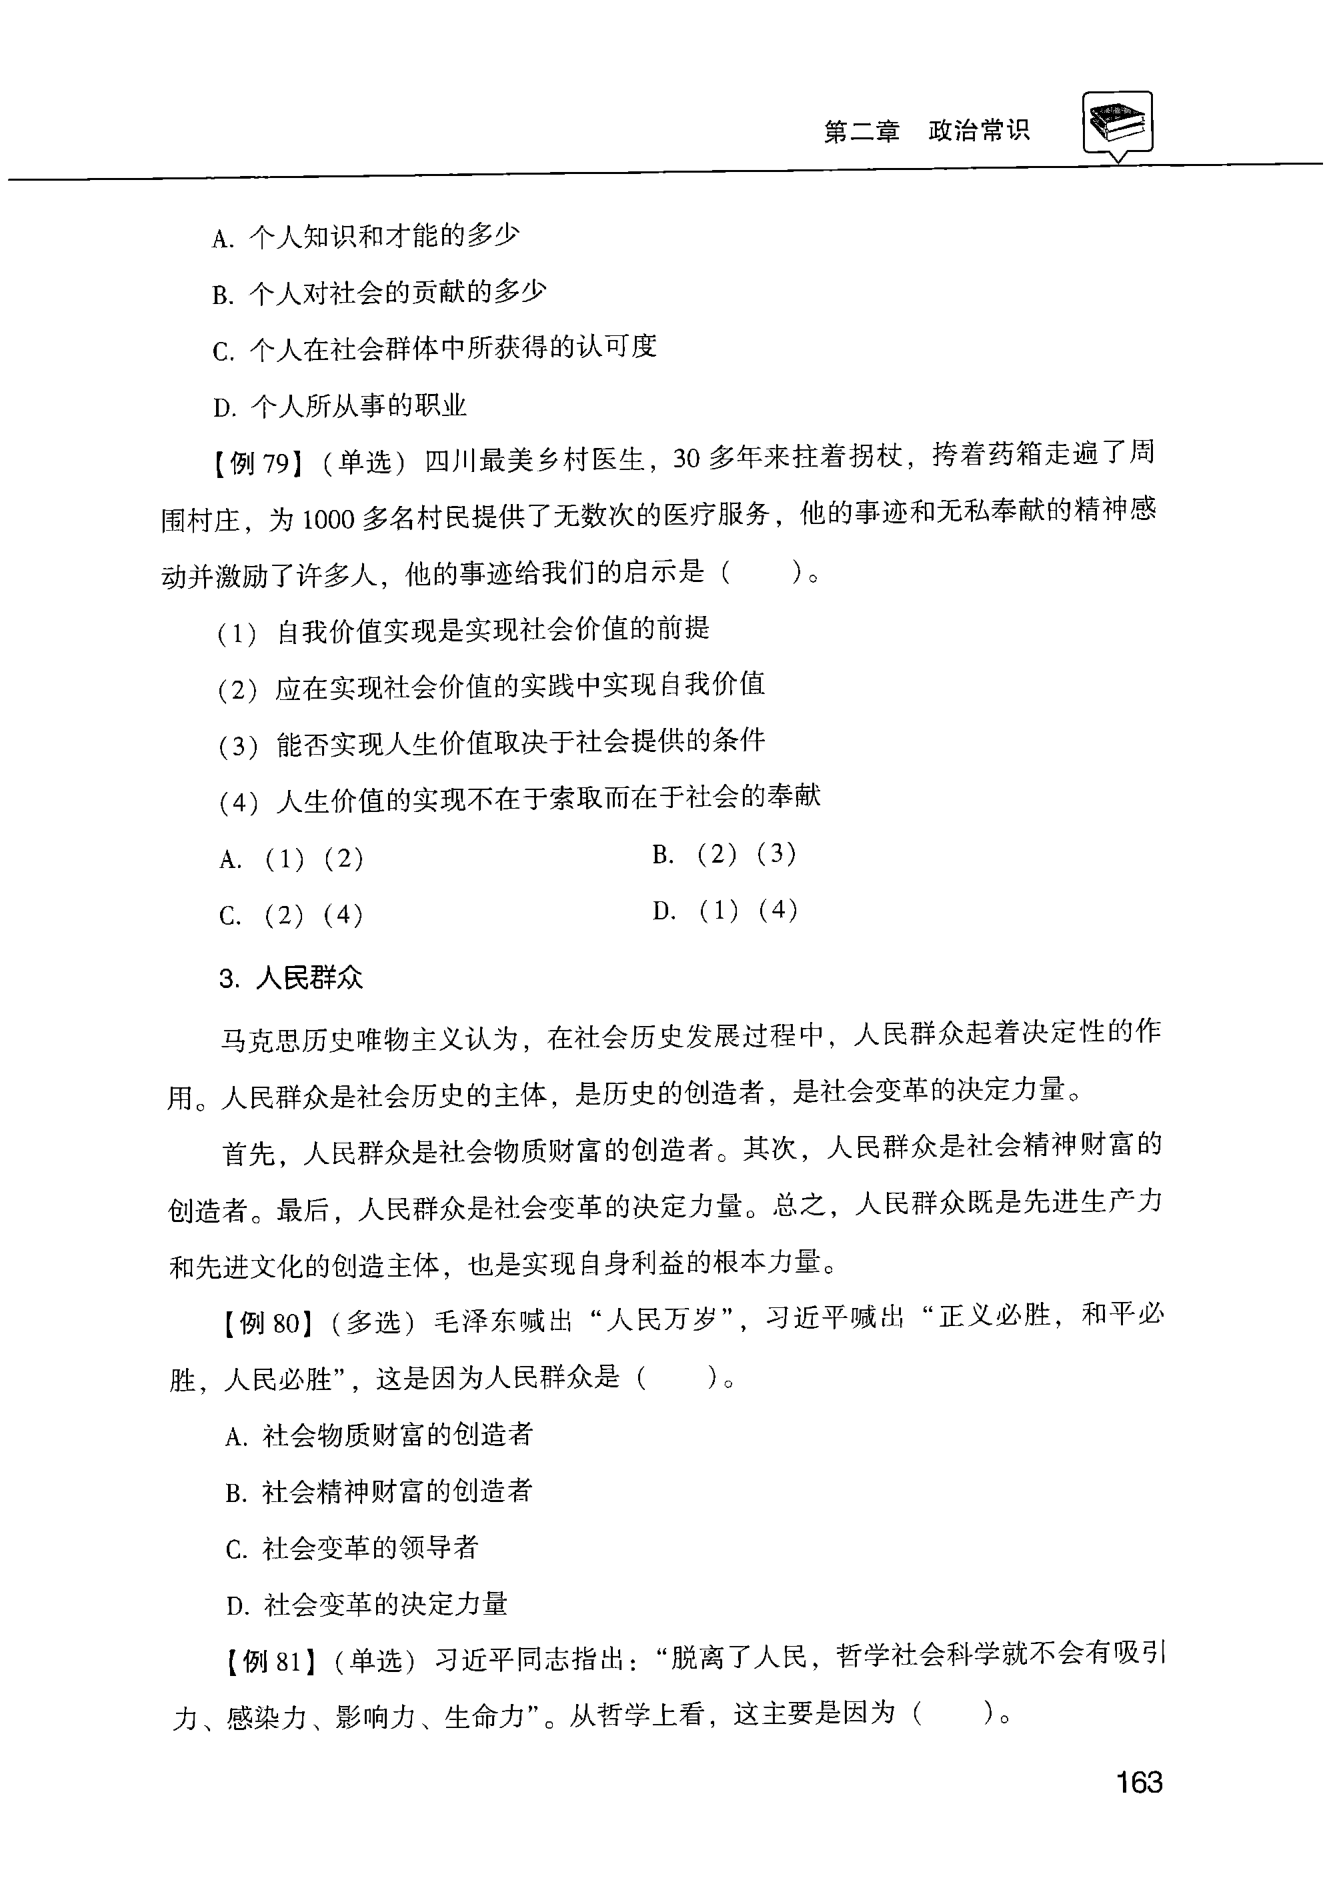 第二章 政治常识
A. 个人知识和才能的多少
B. 个人对社会的贡献的多少
C. 个人在社会群体中所获得的认可度
D. 个人所从事的职业
【例 79】(单选) 四川最美乡村医生，30 多年来拄着拐杖，挎着药箱走遍了周
围村庄，为 1000 多名村民提供了无数次的医疗服务，他的事迹和无私奉献的精神感
动并激励了许多人，他的事迹给我们的启示是 (  )。
(1) 自我价值实现是实现社会价值的前提
(2) 应在实现社会价值的实践中实现自我价值
(3) 能否实现人生价值取决于社会提供的条件
(4) 人生价值的实现不在于索取而在于社会的奉献
A. (1) (2) B. (2) (3)
C. (2) (4) D. (1) (4)
3. 人民群众
马克思历史唯物主义认为，在社会历史发展过程中，人民群众起着决定性的作
用。人民群众是社会历史的主体，是历史的创造者，是社会变革的决定力量。
首先，人民群众是社会物质财富的创造者。其次，人民群众是社会精神财富的
创造者。最后，人民群众是社会变革的决定力量。总之，人民群众既是先进生产力
和先进文化的创造主体，也是实现自身利益的根本力量。
【例 80】(多选) 毛泽东喊出“人民万岁”，习近平喊出“正义必胜，和平必
胜，人民必胜”，这是因为人民群众是 (  )。
A. 社会物质财富的创造者
B. 社会精神财富的创造者
C. 社会变革的领导者
D. 社会变革的决定力量
【例 81】(单选) 习近平同志指出：“脱离了人民，哲学社会科学就不会有吸引
力、感染力、影响力、生命力”。从哲学上看，这主要是因为 (  )。
163